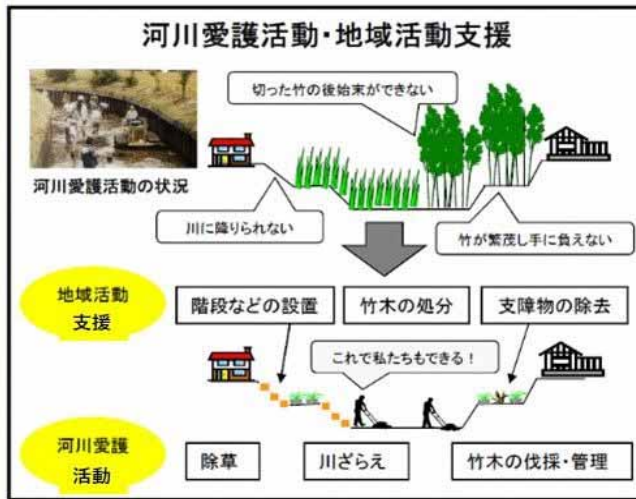 河川愛護活動・地域活動支援
切った竹の後始末ができない
河川愛護活動の状況
川に降りられない
竹が繁茂し手に負えない
地域活動
支援
階段などの設置
竹木の処分
支障物の除去
これで私たちもできる！
河川愛護
活動
除草
川ざらえ
竹木の伐採・管理